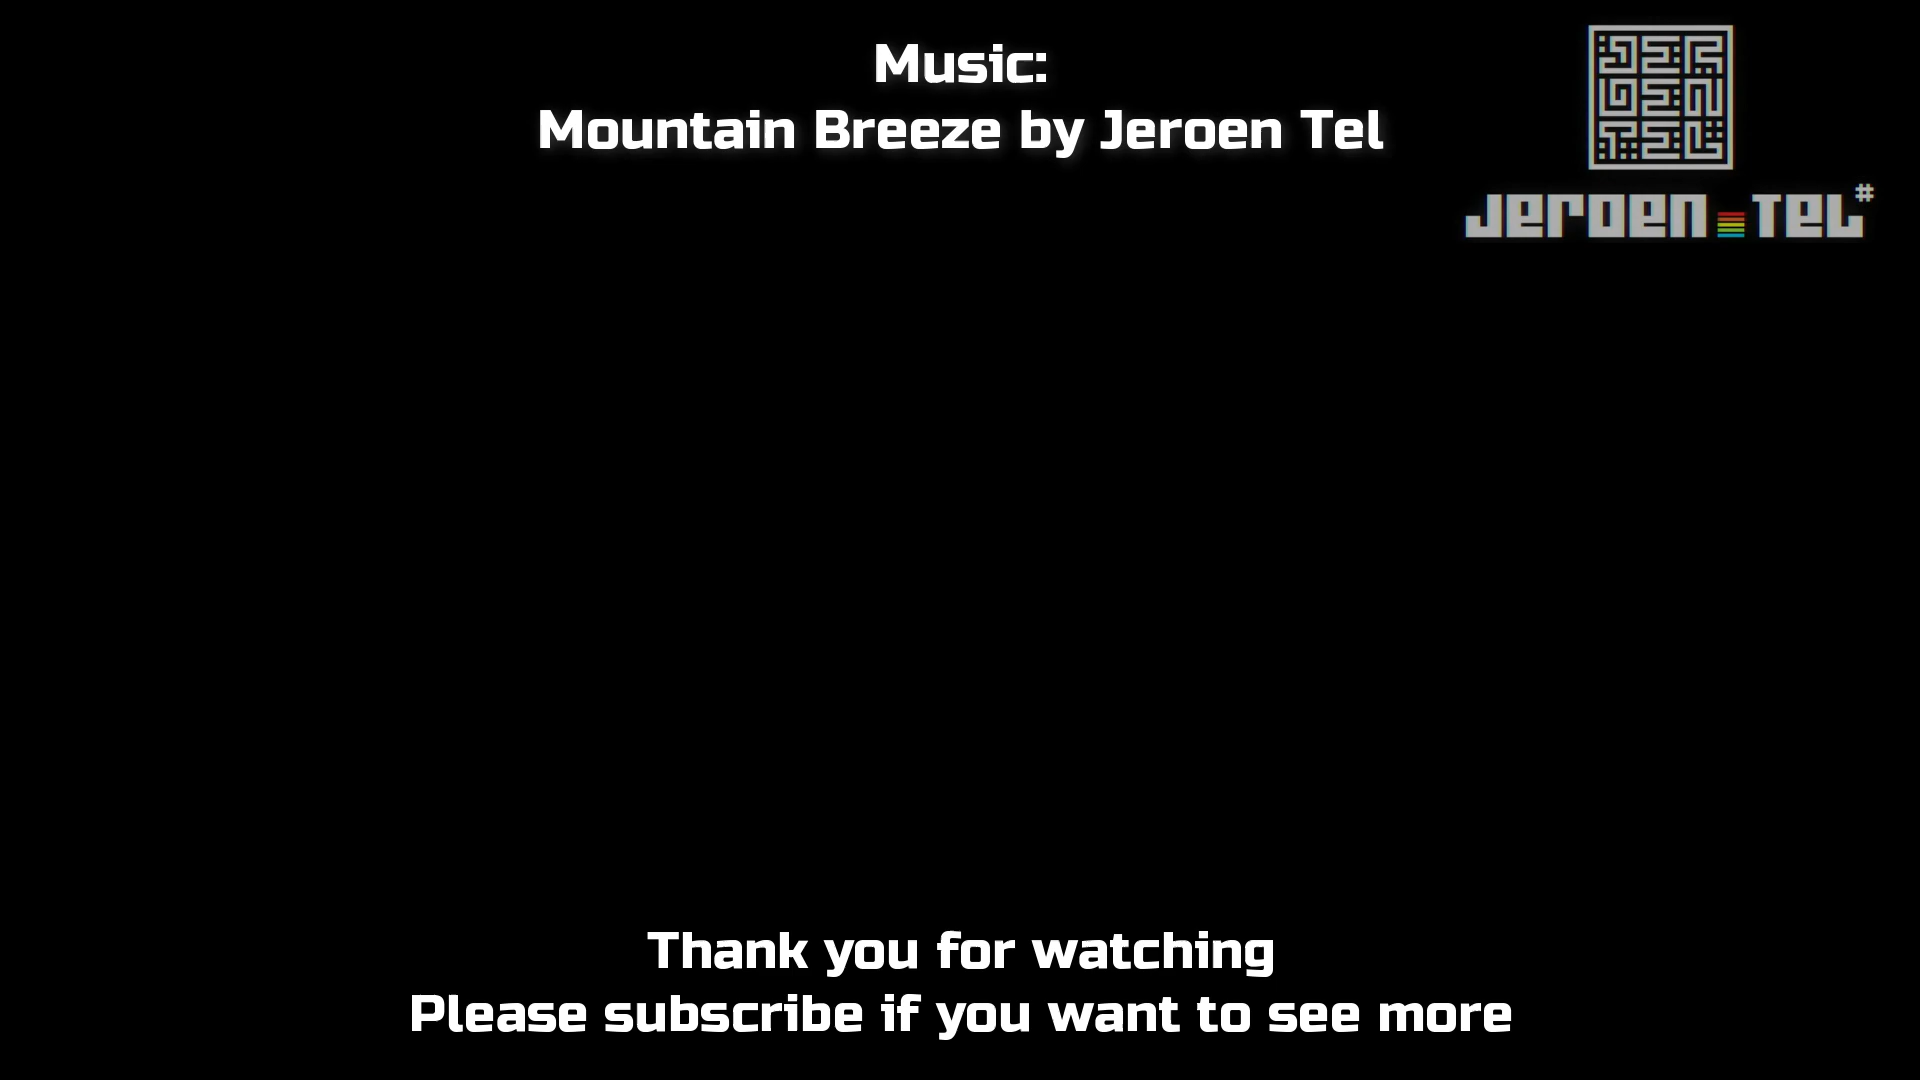 Music:
Mountain Breeze by Jeroen Tel
Jeroen Tel#
Thank you for watching
Please subscribe if you want to see more